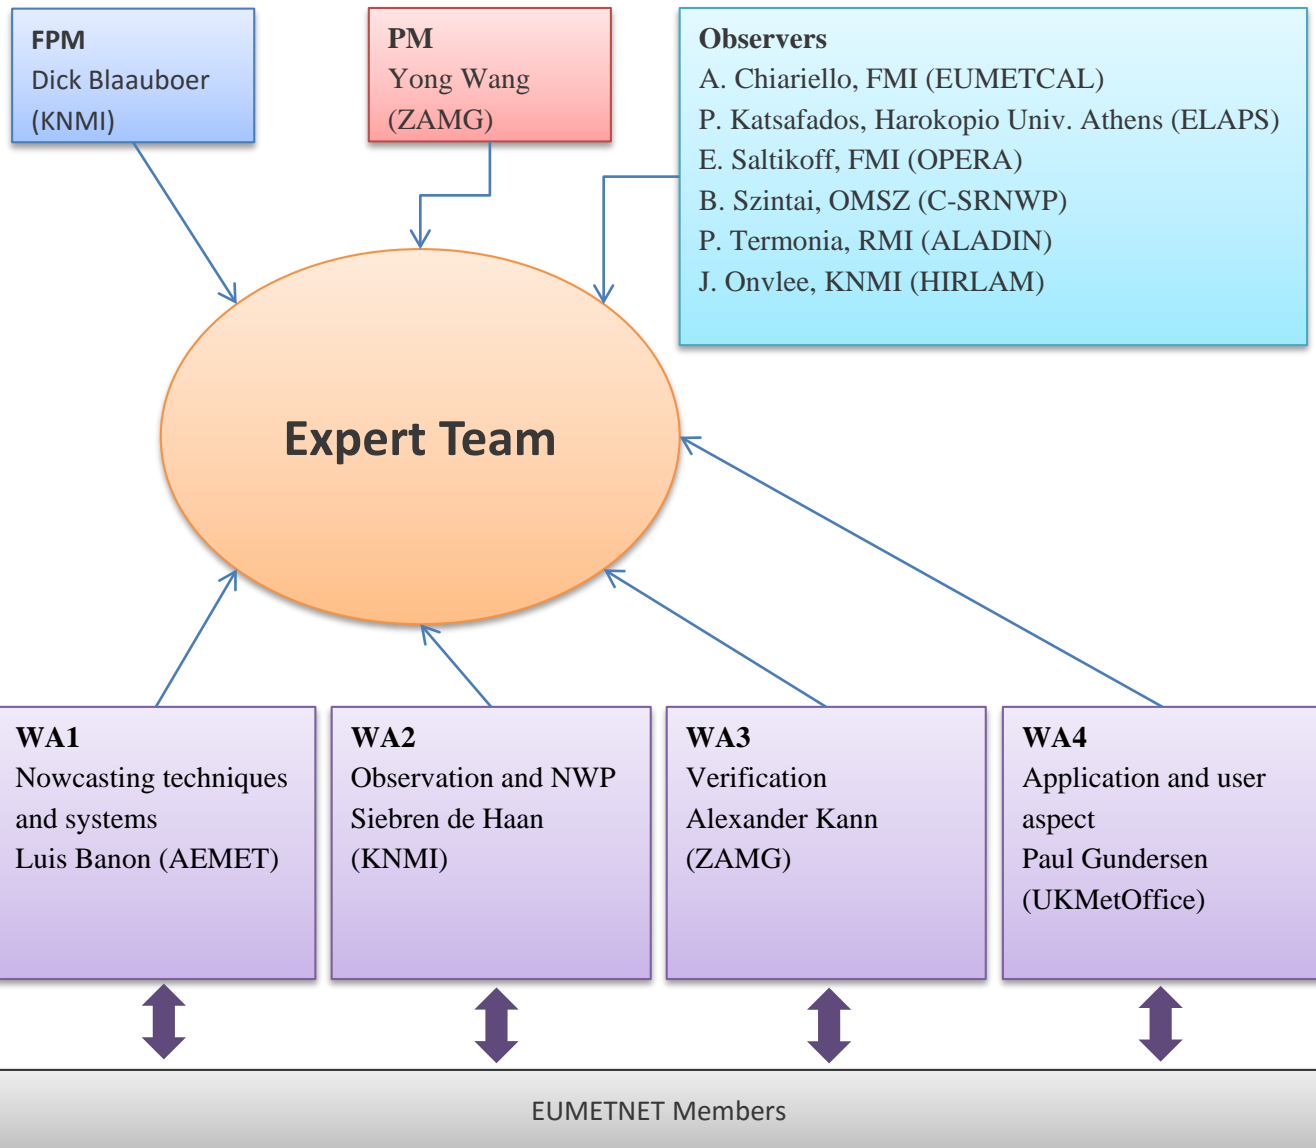 FPM
Dick Blaauboer
(KNMI)
PM
Yong Wang
(ZAMG)
Observers
A. Chiariello, FMI (EUMETCAL)
P. Katsafados, Harokopio Univ. Athens (ELAPS)
E. Saltikoff, FMI (OPERA)
B. Szintai, OMSZ (C-SRNWP)
P. Termonia, RMI (ALADIN)
J. Onvlee, KNMI (HIRLAM)
Expert Team
WA1
Nowcasting techniques
and systems
Luis Banon (AEMET)
WA2
Observation and NWP
Siebren de Haan
(KNMI)
WA3
Verification
Alexander Kann
(ZAMG)
WA4
Application and user
aspect
Paul Gundersen
(UKMetOffice)
EUMETNET Members